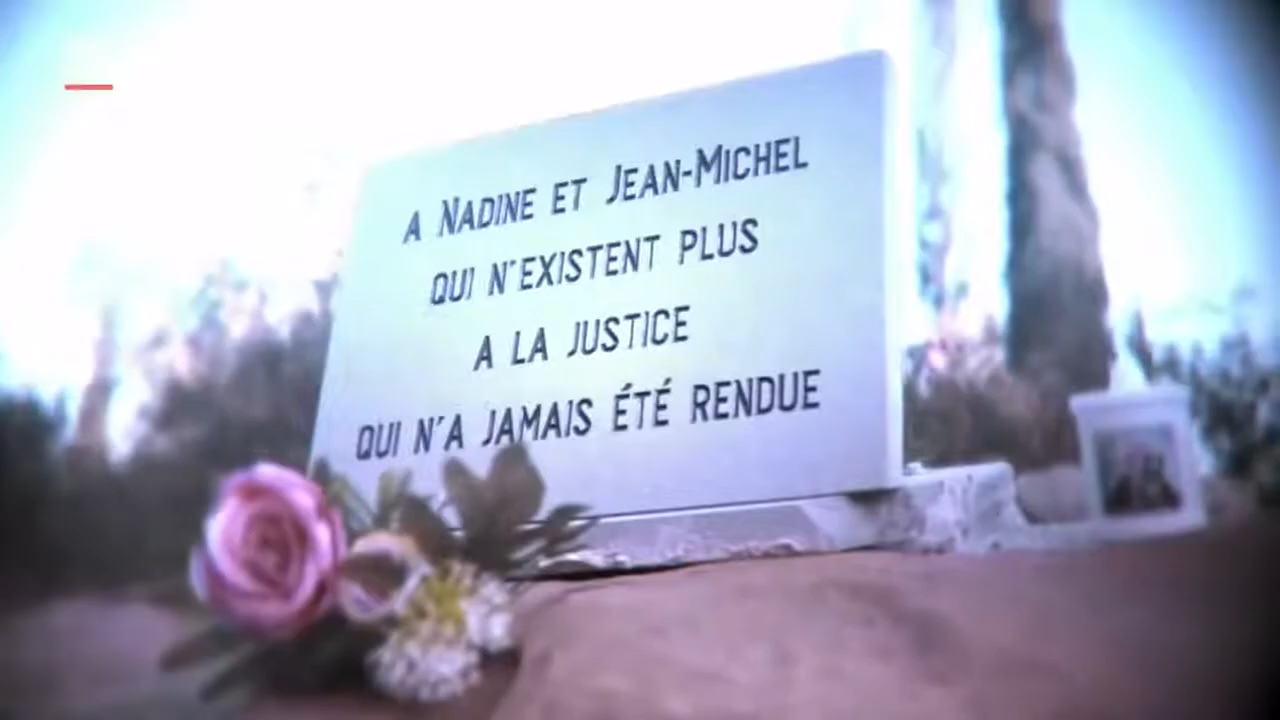 A NADINE ET JEAN-MICHEL
QUI N'EXISTENT PLUS
A LA JUSTICE
QUI N'A JAMAIS ÉTÉ RENDUE